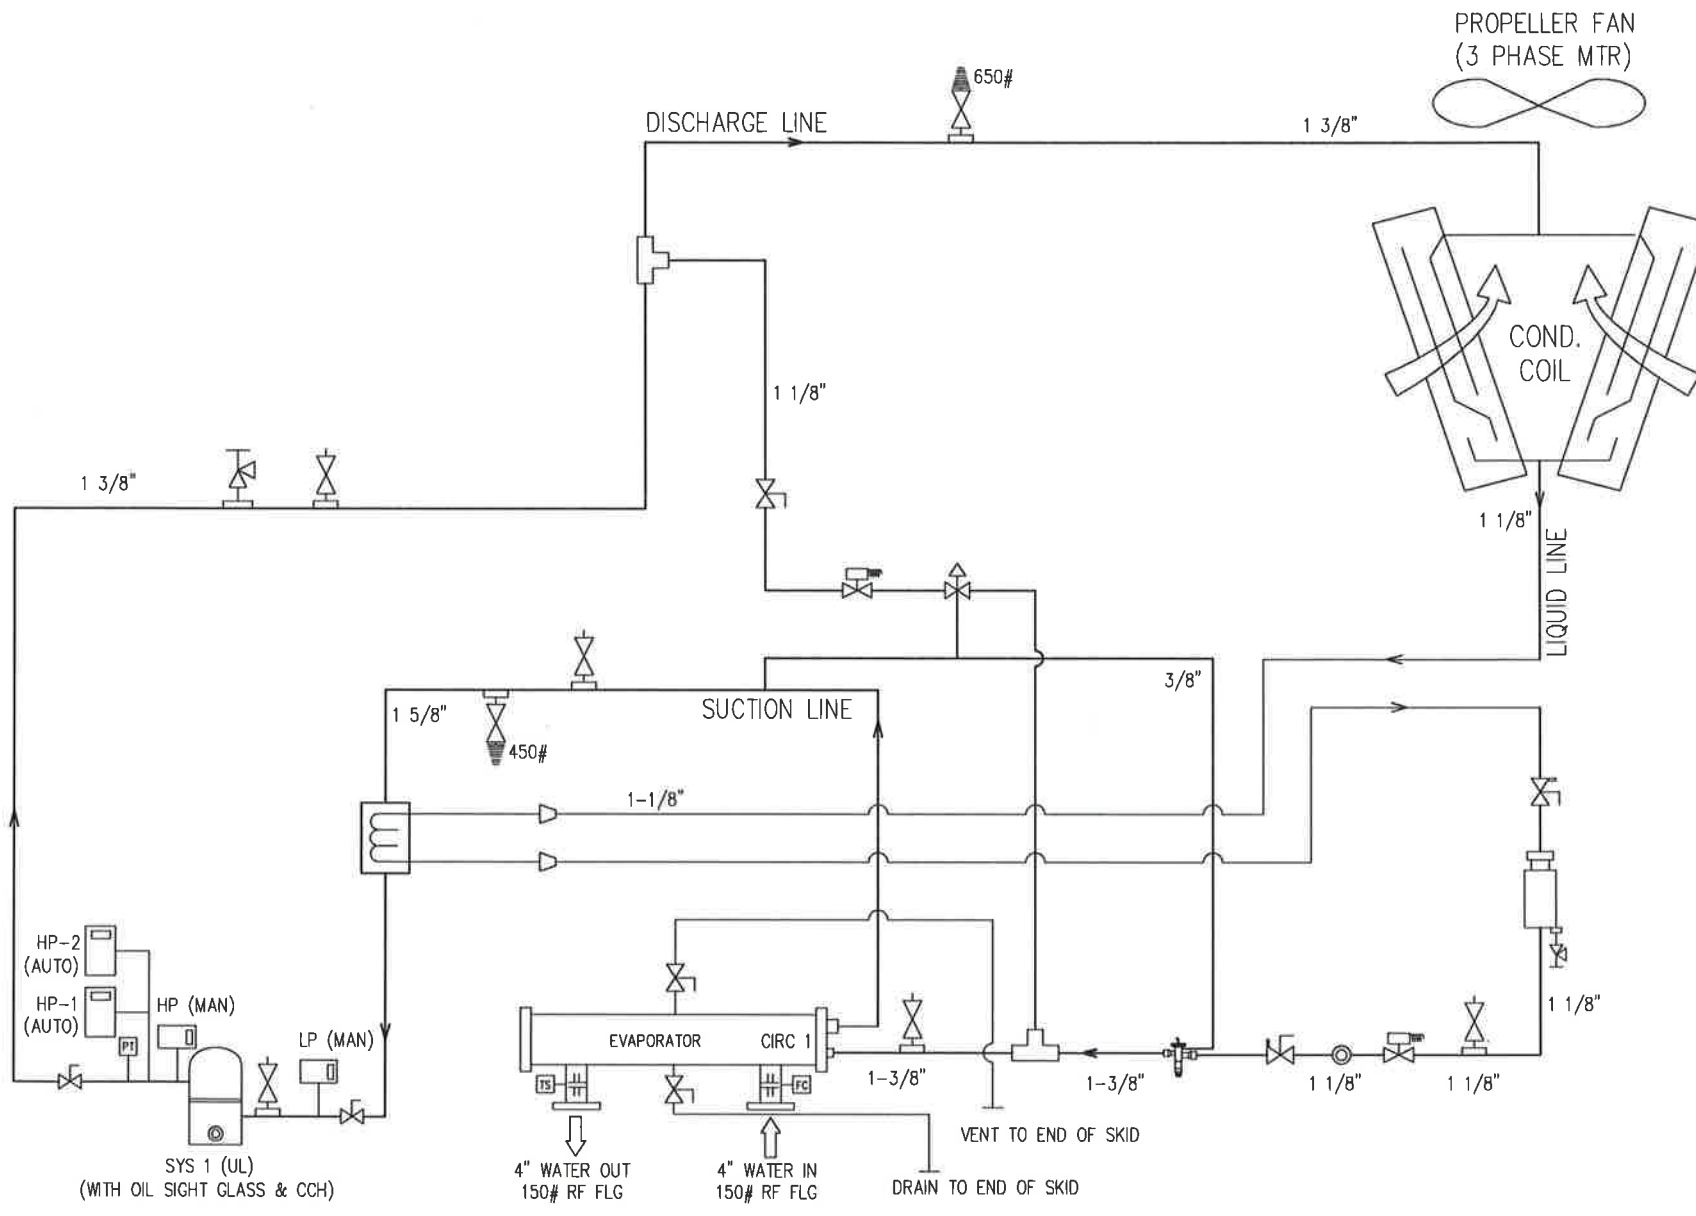 PROPELLER FAN
(3 PHASE MTR)
650#
DISCHARGE LINE
1 3/8"
COND.
COIL
1 1/8"
1 3/8"
1 1/8"
LIQUID LINE
3/8"
1 5/8"
SUCTION LINE
450#
1-1/8"
HP-2
(AUTO)
HP-1
(AUTO)
HP (MAN)
PT
LP (MAN)
EVAPORATOR
CIRC 1
1 1/8"
TS
FC
1-3/8"
1-3/8"
1 1/8"
1 1/8"
VENT TO END OF SKID
SYS 1 (UL)
(WITH OIL SIGHT GLASS & CCH)
4" WATER OUT
150# RF FLG
4" WATER IN
150# RF FLG
DRAIN TO END OF SKID